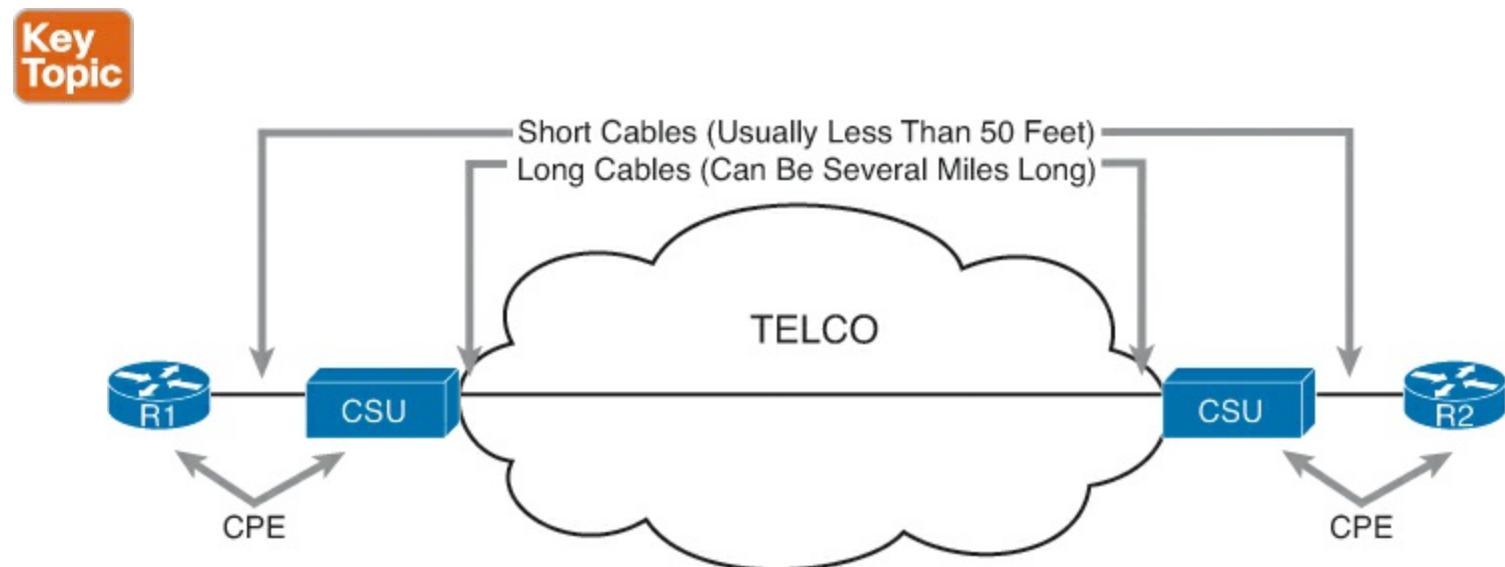 Key
Topic
Short Cables (Usually Less Than 50 Feet)
Long Cables (Can Be Several Miles Long)
TELCO
R1
CSU
CSU
R2
CPE
CPE